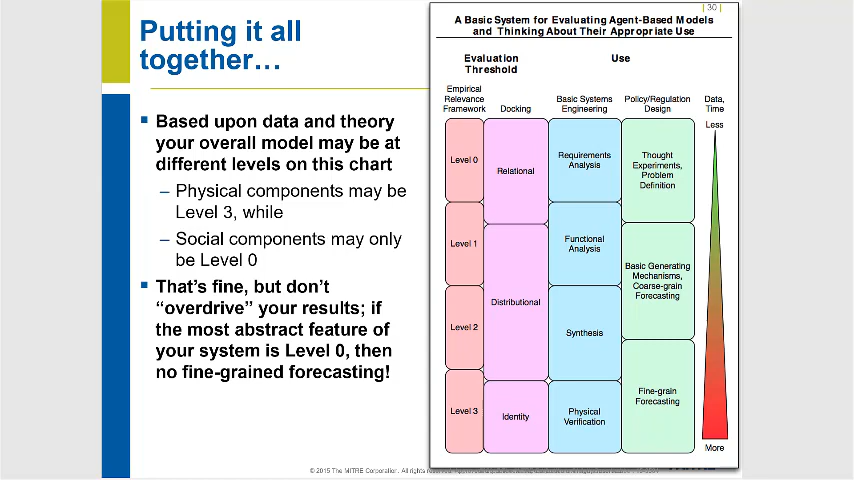 Putting it all
together…
Based upon data and theory
your overall model may be at
different levels on this chart
– Physical components may be
Level 3, while
– Social components may only
be Level 0
That's fine, but don't
"overdrive" your results; if
the most abstract feature of
your system is Level 0, then
no fine-grained forecasting!
| 30 |
A Basic System for Evaluating Agent-Based Models
and Thinking About Their Appropriate Use
Evaluation
Threshold
Use
Empirical
Relevance
Framework
Docking
Basic Systems
Engineering
Policy/Regulation
Design
Data,
Time
Less
Level 0
Level 1
Level 2
Level 3
Relational
Distributional
Identity
Requirements
Analysis
Functional
Analysis
Synthesis
Physical
Verification
Thought
Experiments,
Problem
Definition
Basic Generating
Mechanisms,
Coarse-grain
Forecasting
Fine-grain
Forecasting
More
© 2015 The MITRE Corporation. All rights